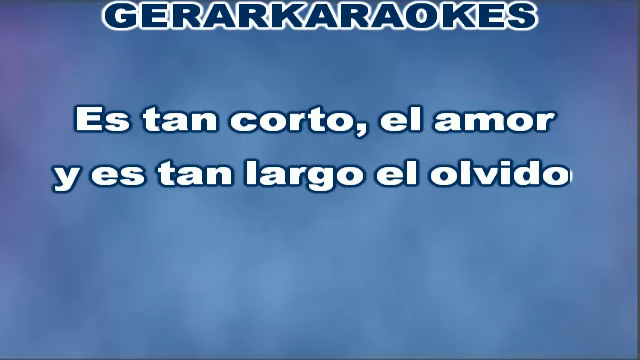 GERARKARAOKES
Es tan corto, el amor
y es tan largo el olvido